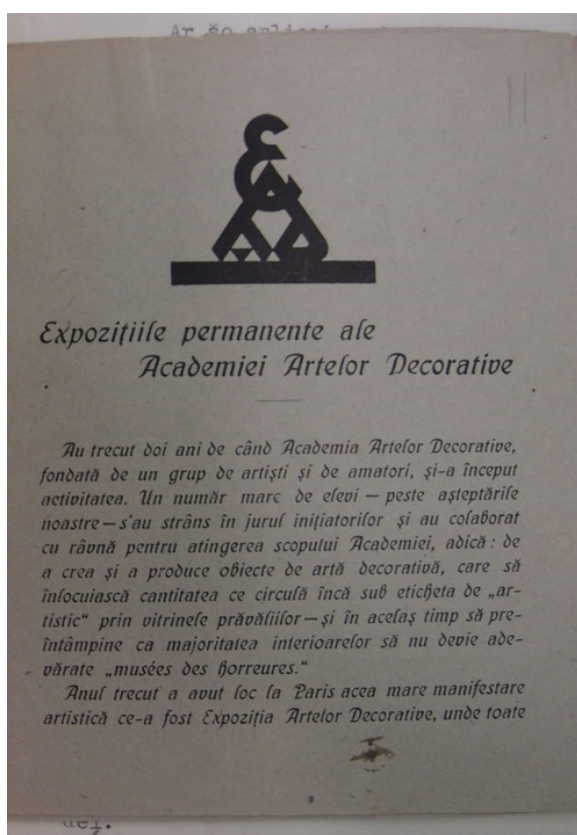 Expozițiile permanente ale
Academiei Artelor Decorative
Au trecut doi ani de când Academia Artelor Decorative,
fondată de un grup de artiști și de amatori, și-a început
activitatea. Un număr mare de elevi — peste așteptările
noastre — s'au strâns în jurul inițiatorilor și au colaborat
cu râvnă pentru atingerea scopului Academiei, adică : de
a crea și a produce obiecte de artă decorativă, care să
înlocuiască cantitatea ce circulă încă sub eticheta de „ar-
tistic“ prin vitrinele prăvăliilor — și în acelaș timp să pre-
întâmpine ca majoritatea interioarelor să nu devie ade-
vărate „musées des horreures.“
Anul trecut a avut loc la Paris acea mare manifestare
artistică ce-a fost Expoziția Artelor Decorative, unde toate